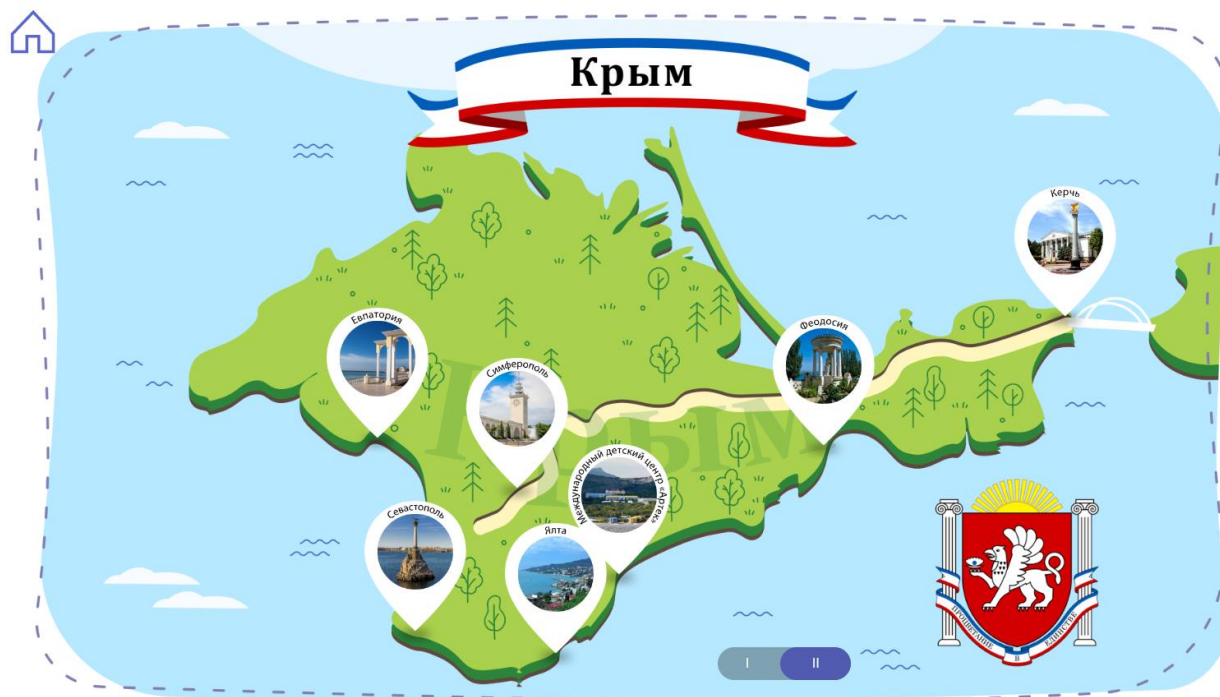 Крым
Керчь
Евпатория
Феодосия
Симферополь
Крым
Международный детский центр «Артек»
Севастополь
Ялта
ПРОЦВЕТАНИЕ В ЕДИНСТВЕ
I
II